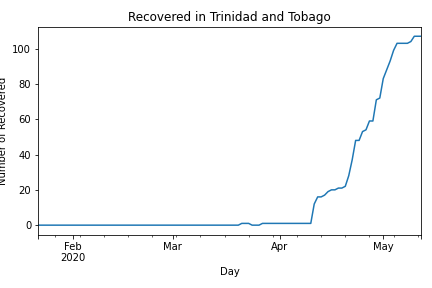 Recovered in Trinidad and Tobago
Number of Recovered
100
80
60
40
20
0
Feb
2020
Mar
Apr
May
Day